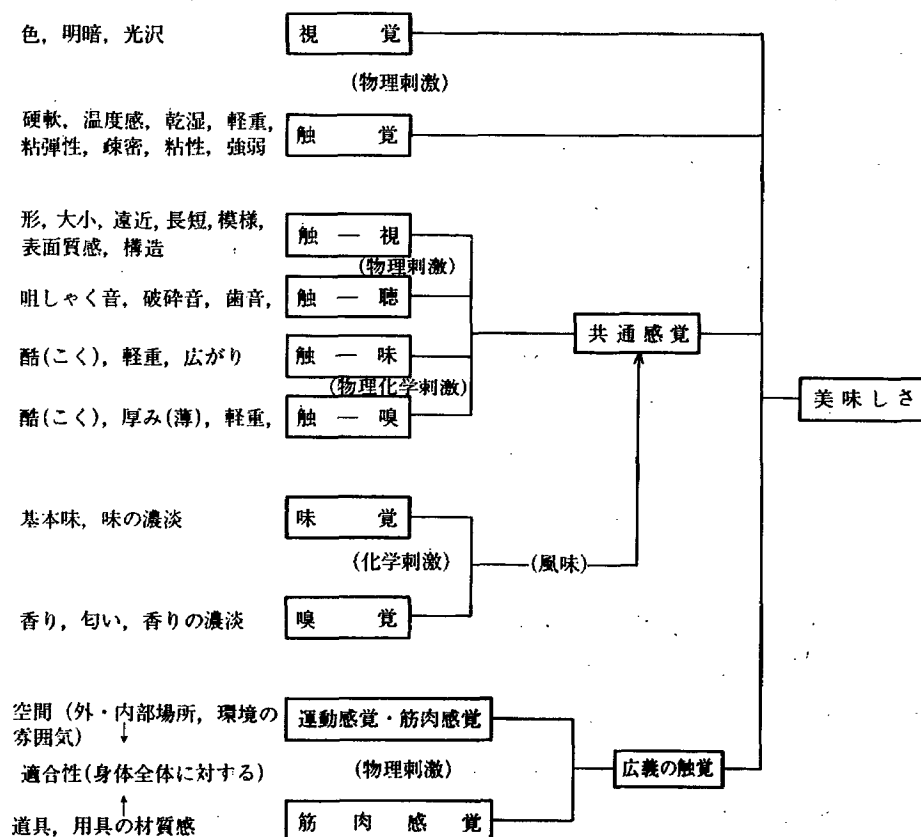 色,明暗,光沢
視覚
(物理刺激)
硬軟,温度感,乾湿,軽重,
粘弾性,疎密,粘性,強弱
触覚
形,大小,遠近,長短,模様,
表面質感,構造
触―視
(物理刺激)
咀しゃく音,破砕音,歯音,
触―聴
共通感覚
酷(こく),軽重,広がり
触―味
(物理化学刺激)
美味しさ
酷(こく),厚み(薄),軽重,
触―嗅
基本味,味の濃淡
味覚
(化学刺激)
(風味)
香り,匂い,香りの濃淡
嗅覚
空間(外・内部場所,環境の
雰囲気)
運動感覚・筋肉感覚
適合性(身体全体に対する)
(物理刺激)
広義の触覚
道具,用具の材質感
筋肉感覚